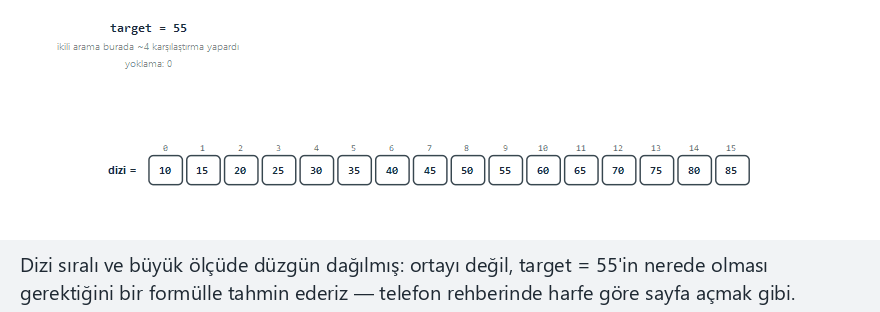 target = 55
ikili arama burada ~4 karşılaştırma yapardı
yoklama: 0
0 1 2 3 4 5 6 7 8 9 10 11 12 13 14 15
dizi = 10 15 20 25 30 35 40 45 50 55 60 65 70 75 80 85
Dizi sıralı ve büyük ölçüde düzgün dağılmış: ortayı değil, target = 55'in nerede olması
gerektiğini bir formülle tahmin ederiz — telefon rehberinde harfe göre sayfa açmak gibi.